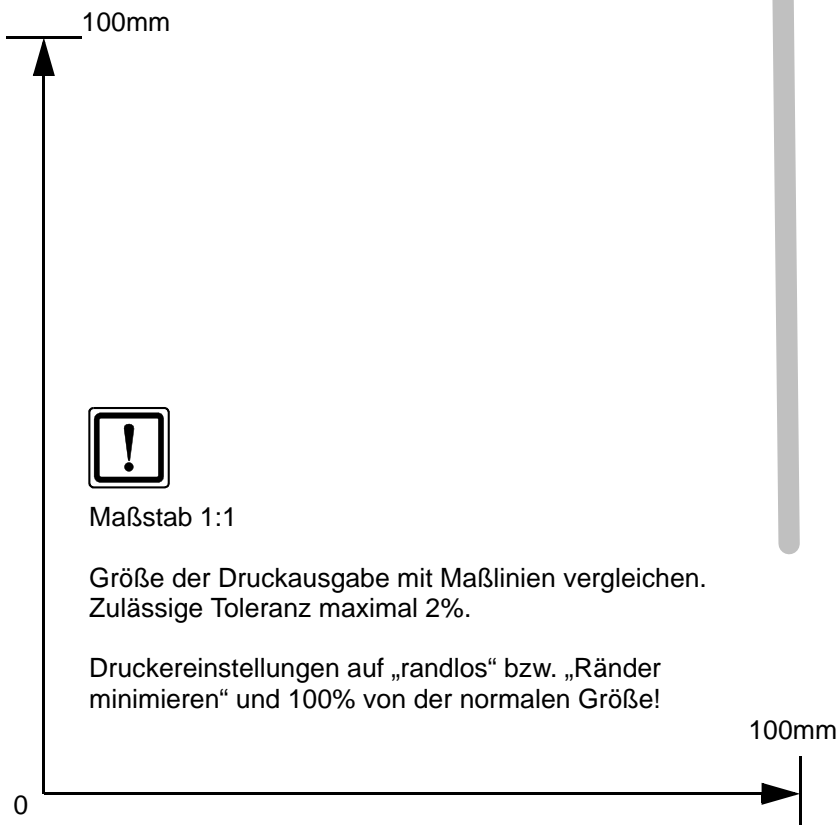 100mm
!
Maßstab 1:1
Größe der Druckausgabe mit Maßlinien vergleichen.
Zulässige Toleranz maximal 2%.
Druckereinstellungen auf „randlos“ bzw. „Ränder
minimieren“ und 100% von der normalen Größe!
100mm
0